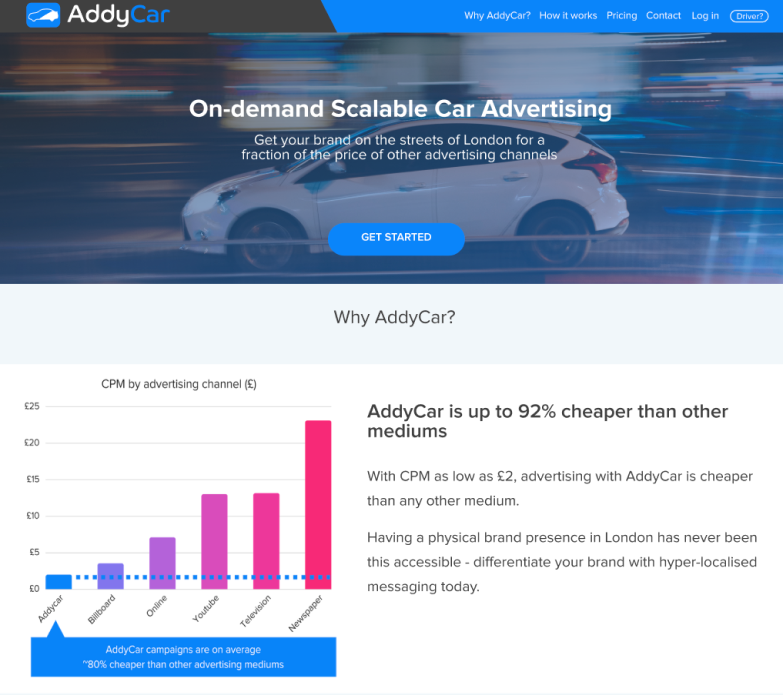 AddyCar
Why AddyCar? How it works Pricing Contact Log in Driver?
On-demand Scalable Car Advertising
Get your brand on the streets of London for a
fraction of the price of other advertising channels
GET STARTED
Why AddyCar?
CPM by advertising channel (£)
£25
£20
£15
£10
£5
£0
Addycar
Billboard
Online
Youtube
Television
Newspaper
AddyCar campaigns are on average
~80% cheaper than other advertising mediums
AddyCar is up to 92% cheaper than other
mediums
With CPM as low as £2, advertising with AddyCar is cheaper
than any other medium.
Having a physical brand presence in London has never been
this accessible - differentiate your brand with hyper-localised
messaging today.